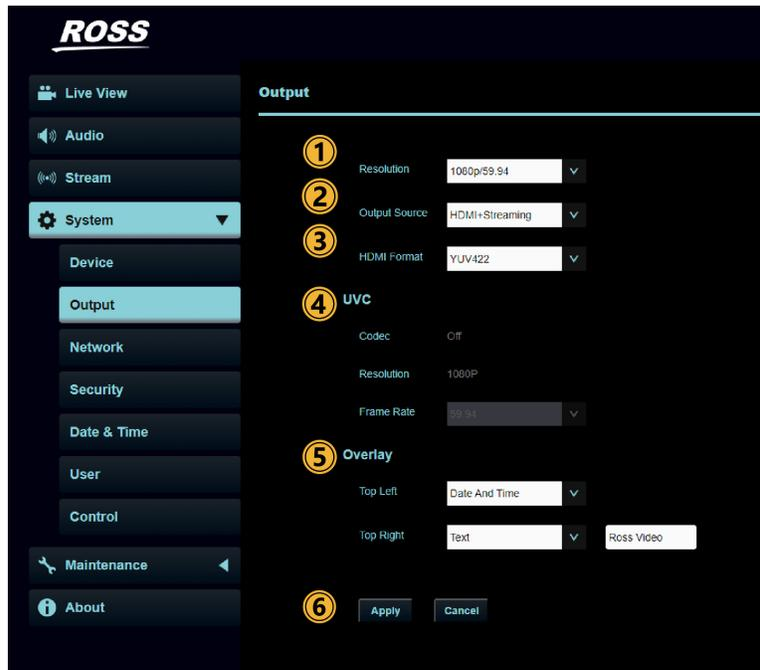 ROSS
Live View
Audio
Stream
System
Device
Output
Network
Security
Date & Time
User
Control
Maintenance
About
Output
1
Resolution 1080p/59.94
2
Output Source HDMI+Streaming
3
HDMI Format YUV422
4 UVC
Codec Off
Resolution 1080P
Frame Rate 59.94
5 Overlay
Top Left Date And Time
Top Right Text Ross Video
6 Apply Cancel